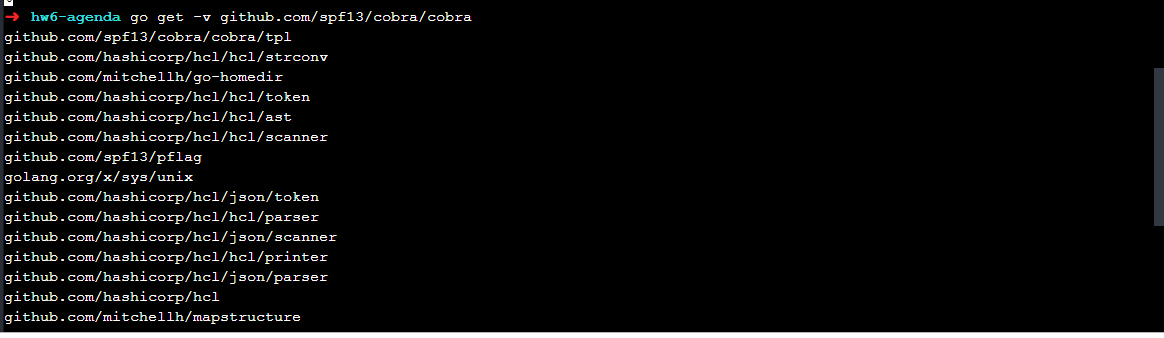 ➜ hw6-agenda go get -v github.com/spf13/cobra/cobra
github.com/spf13/cobra/cobra/tpl
github.com/hashicorp/hcl/hcl/strconv
github.com/mitchellh/go-homedir
github.com/hashicorp/hcl/hcl/token
github.com/hashicorp/hcl/hcl/ast
github.com/hashicorp/hcl/hcl/scanner
github.com/spf13/pflag
golang.org/x/sys/unix
github.com/hashicorp/hcl/json/token
github.com/hashicorp/hcl/hcl/parser
github.com/hashicorp/hcl/json/scanner
github.com/hashicorp/hcl/hcl/printer
github.com/hashicorp/hcl/json/parser
github.com/hashicorp/hcl
github.com/mitchellh/mapstructure